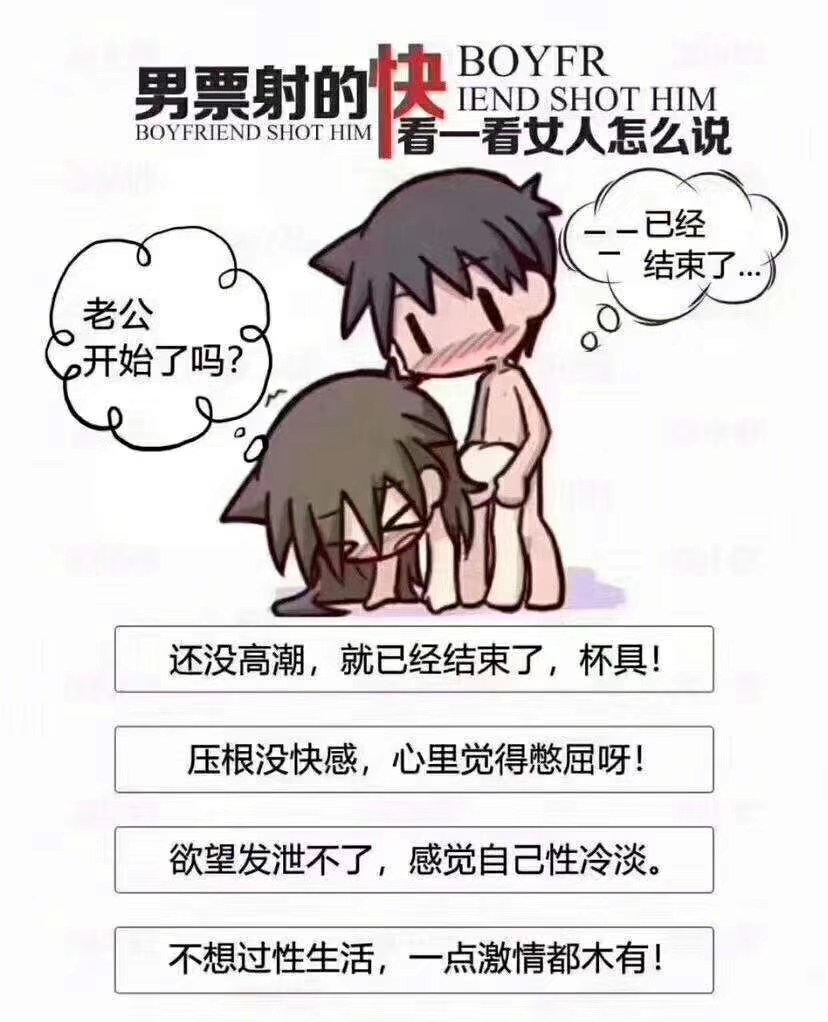 男票射的快
BOYFRIEND SHOT HIM
BOYFR
IEND SHOT HIM
看一看女人怎么说
老公
开始了吗？
已经
结束了...
还没高潮，就已经结束了，杯具！
压根没快感，心里觉得憋屈呀！
欲望发泄不了，感觉自己性冷淡。
不想过性生活，一点激情都木有！